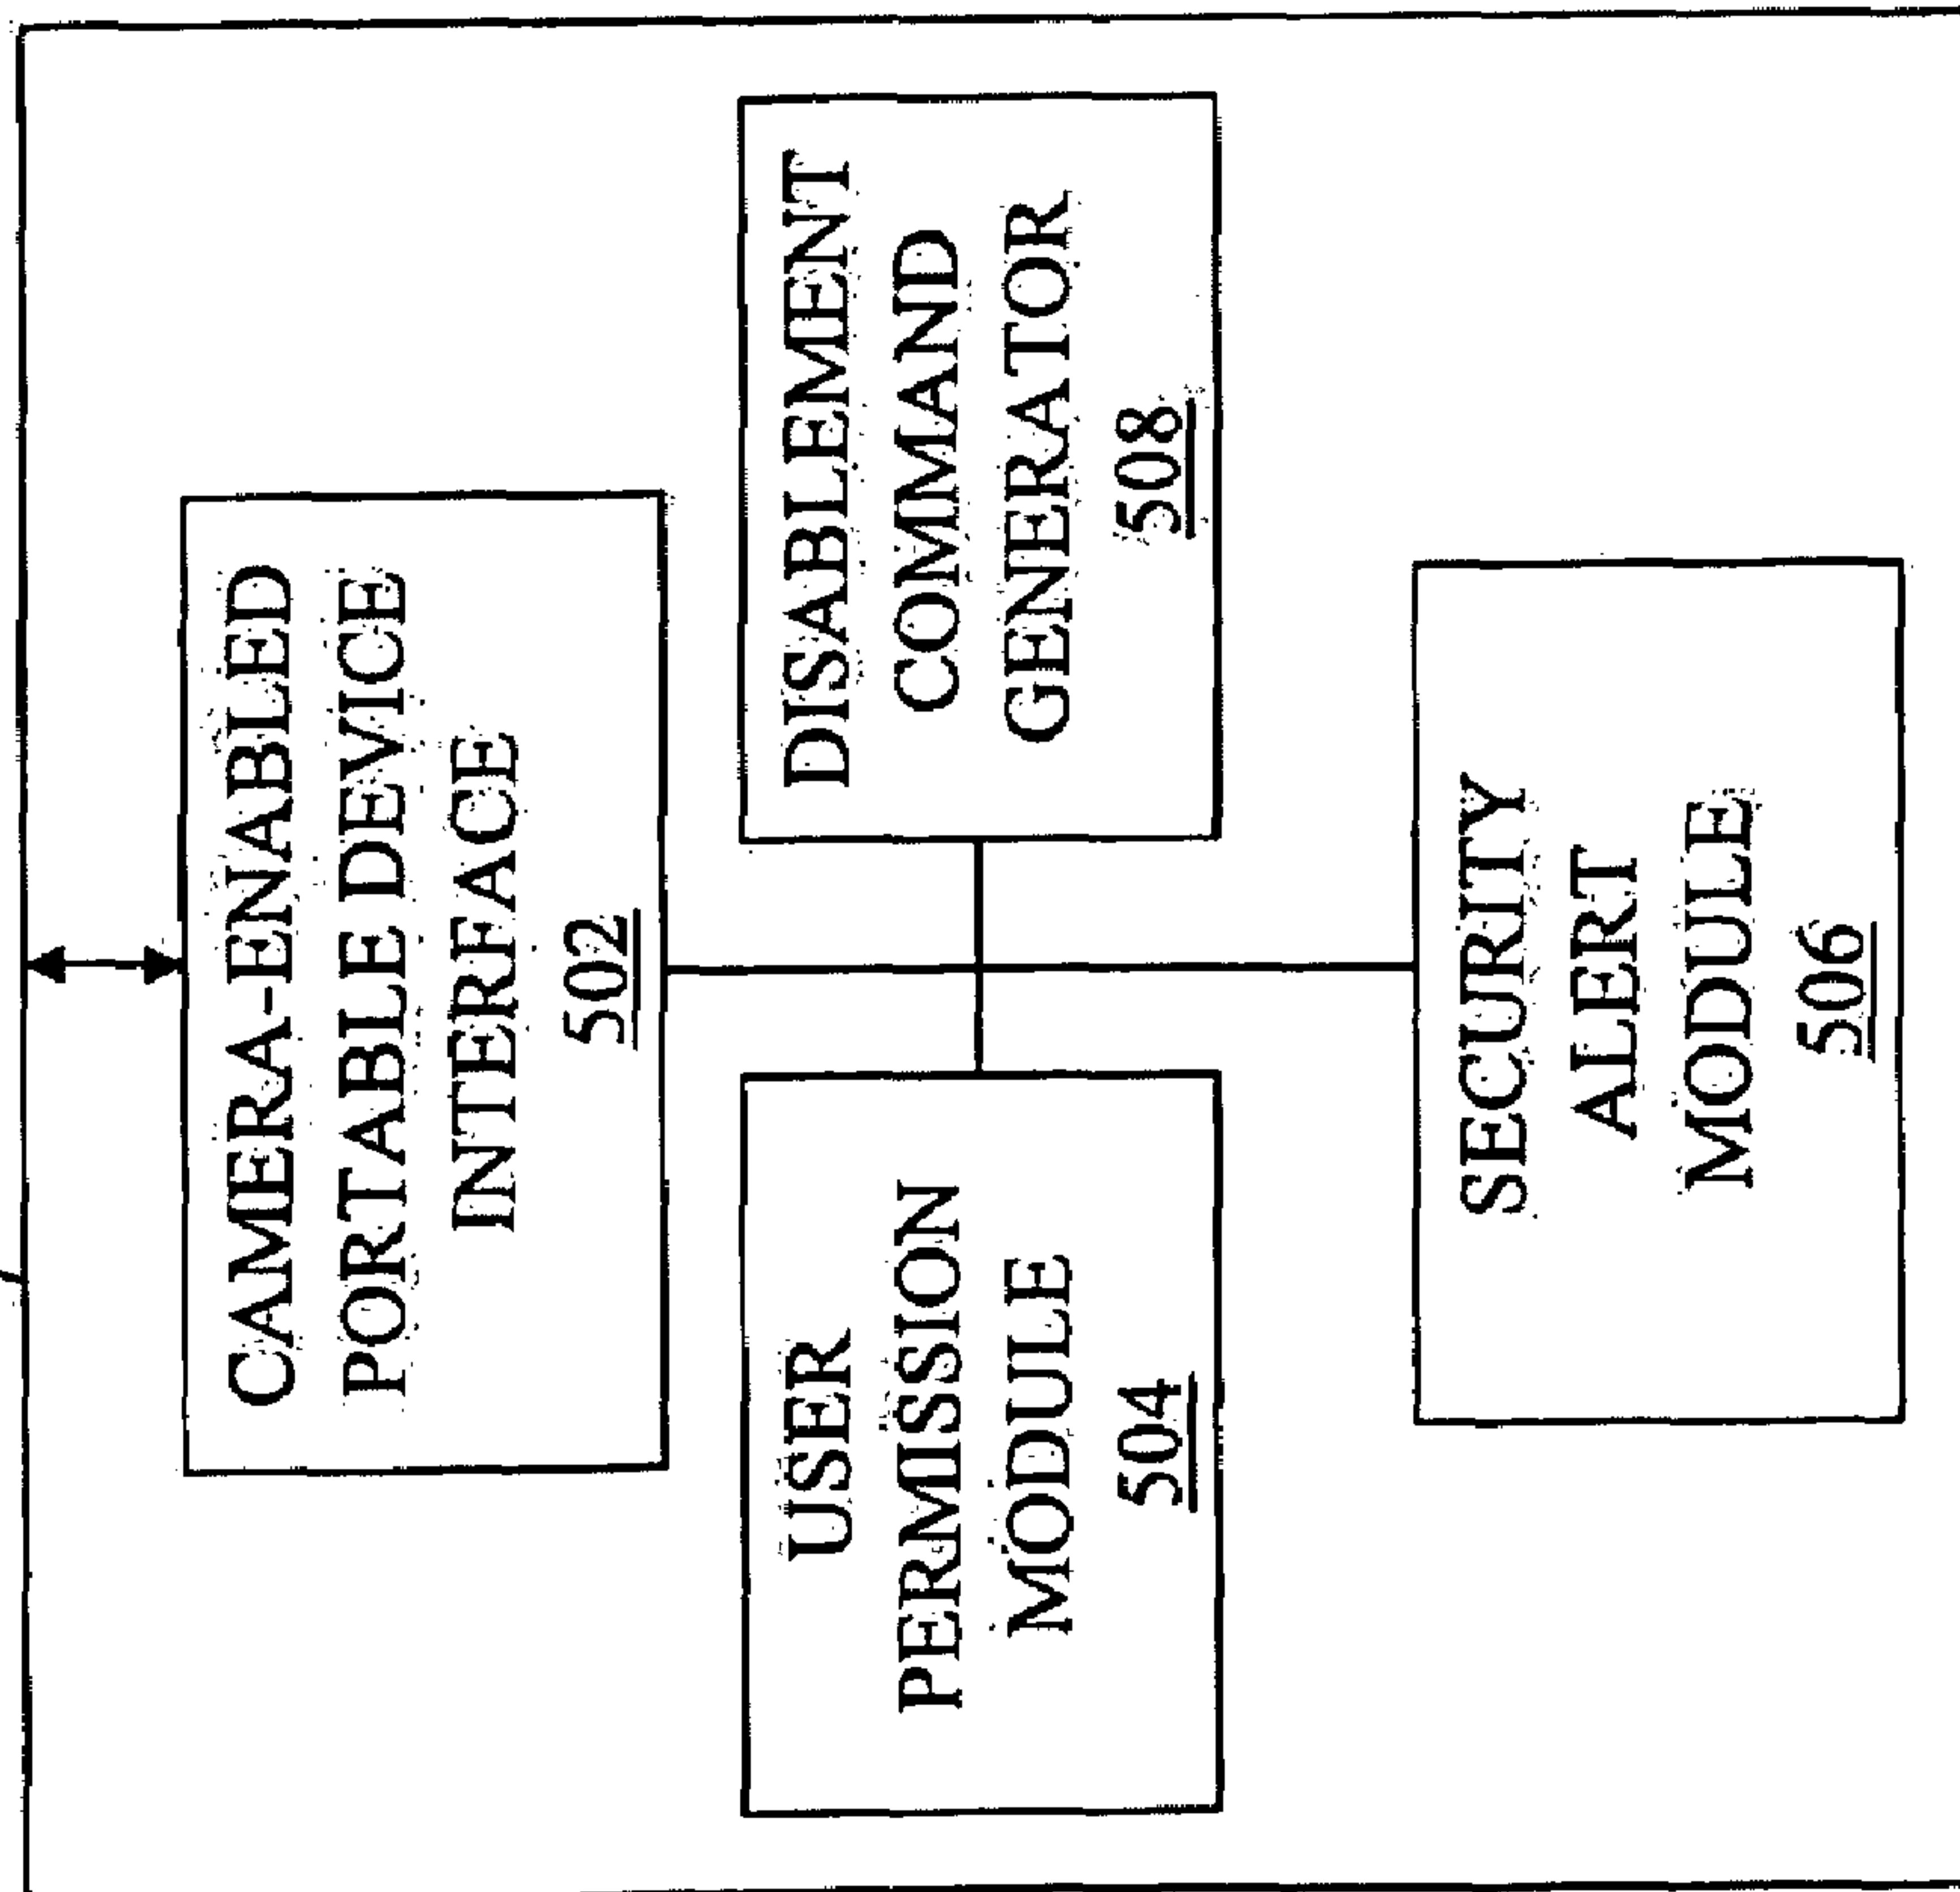 CAMERA-ENABLED
PORTABLE DEVICE
INTERFACE
502
USER
PERMISSION
MODULE
504
DISABLEMENT
COMMAND
GENERATOR
508
SECURITY
ALERT
MODULE
506